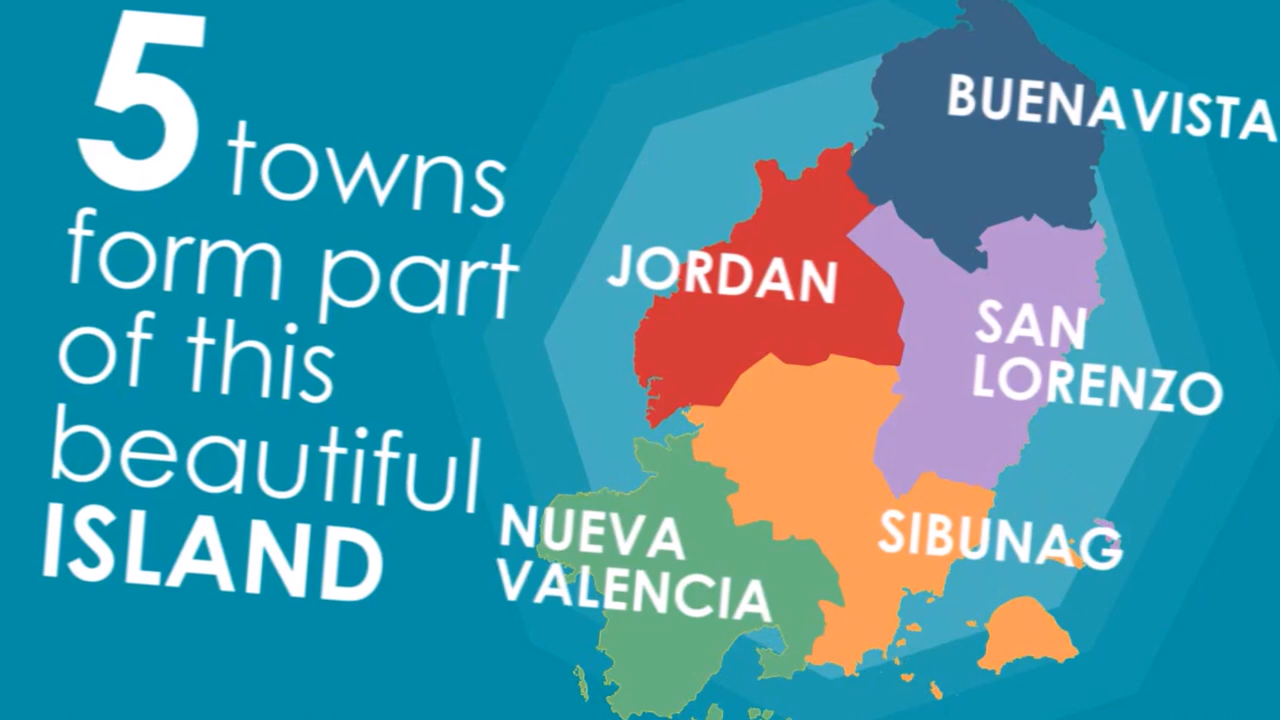 5 towns
form part
of this
beautiful
ISLAND
BUENAVISTA
JORDAN
SAN
LORENZO
NUEVA
VALENCIA
SIBUNAG